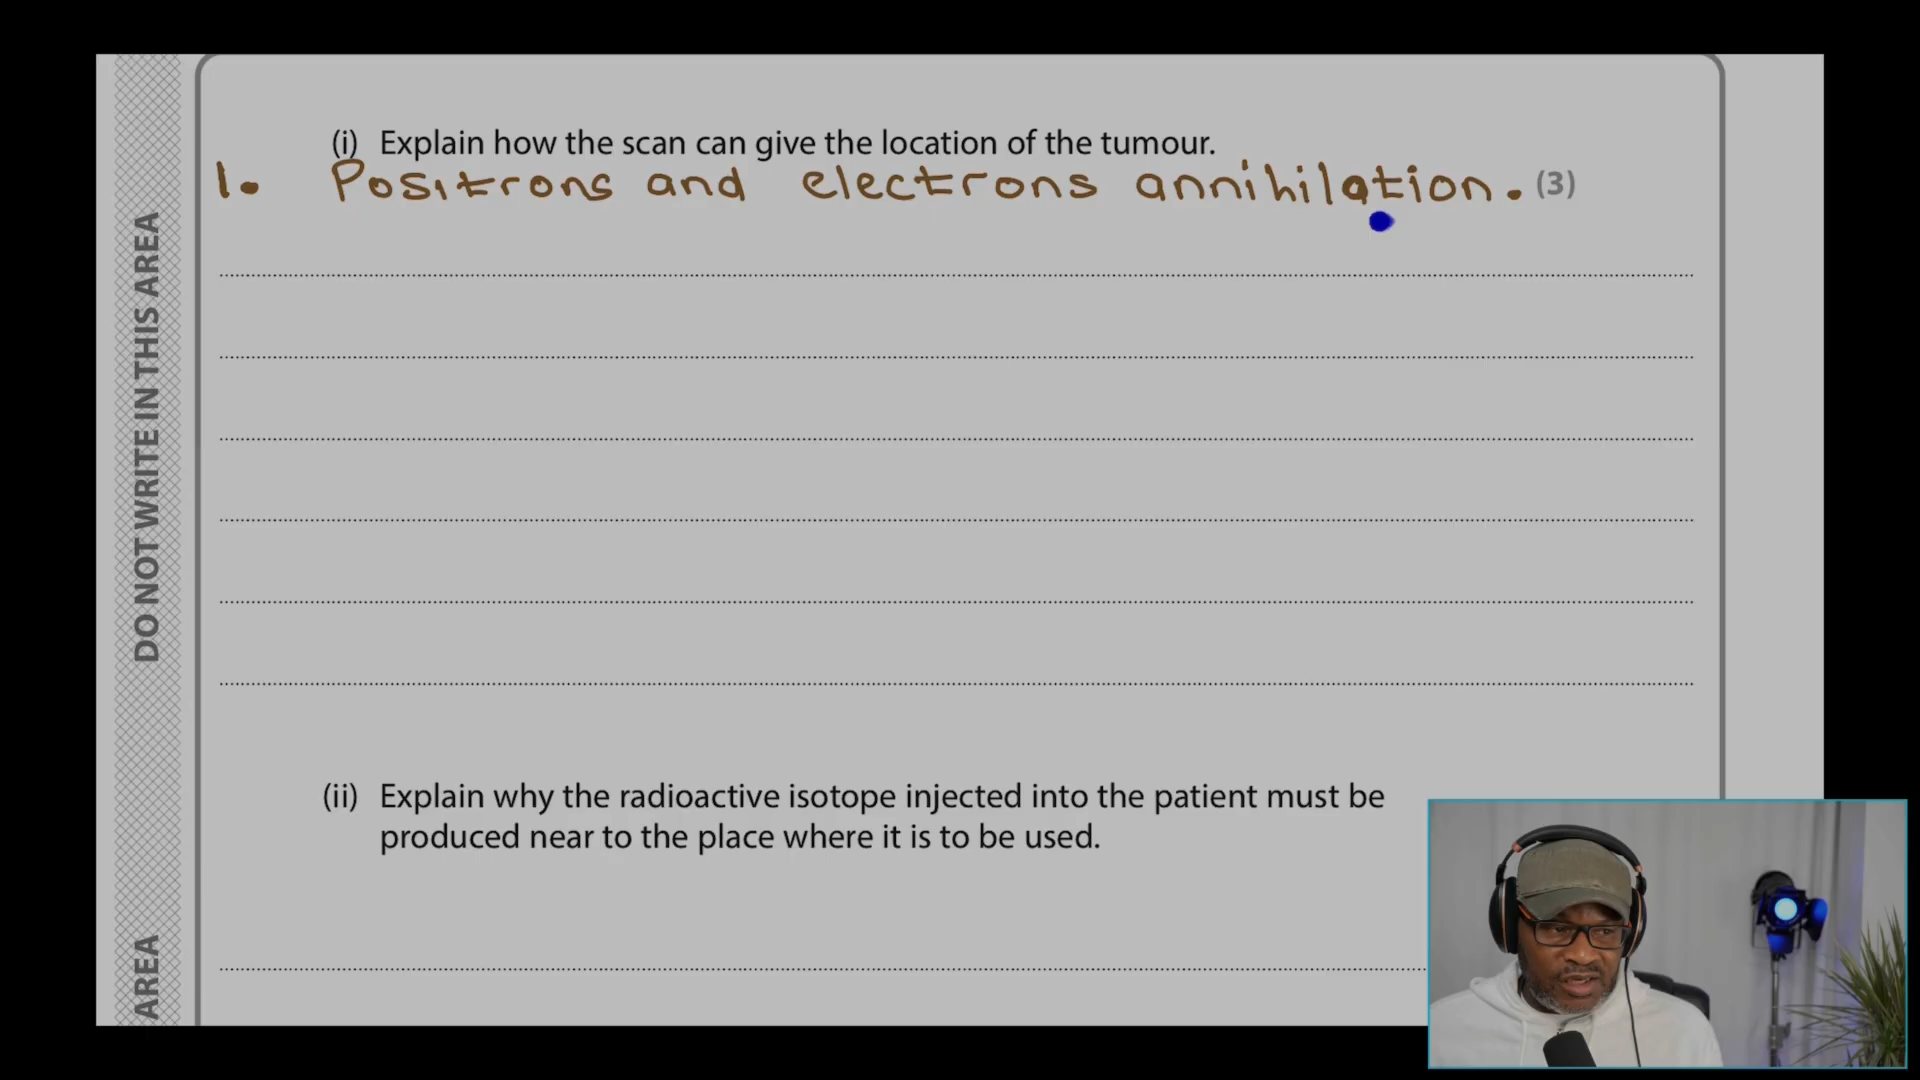 (i) Explain how the scan can give the location of the tumour.
1. Positrons and electrons annihilation. (3)
DO NOT WRITE IN THIS AREA
(ii) Explain why the radioactive isotope injected into the patient must be
produced near to the place where it is to be used.
AREA